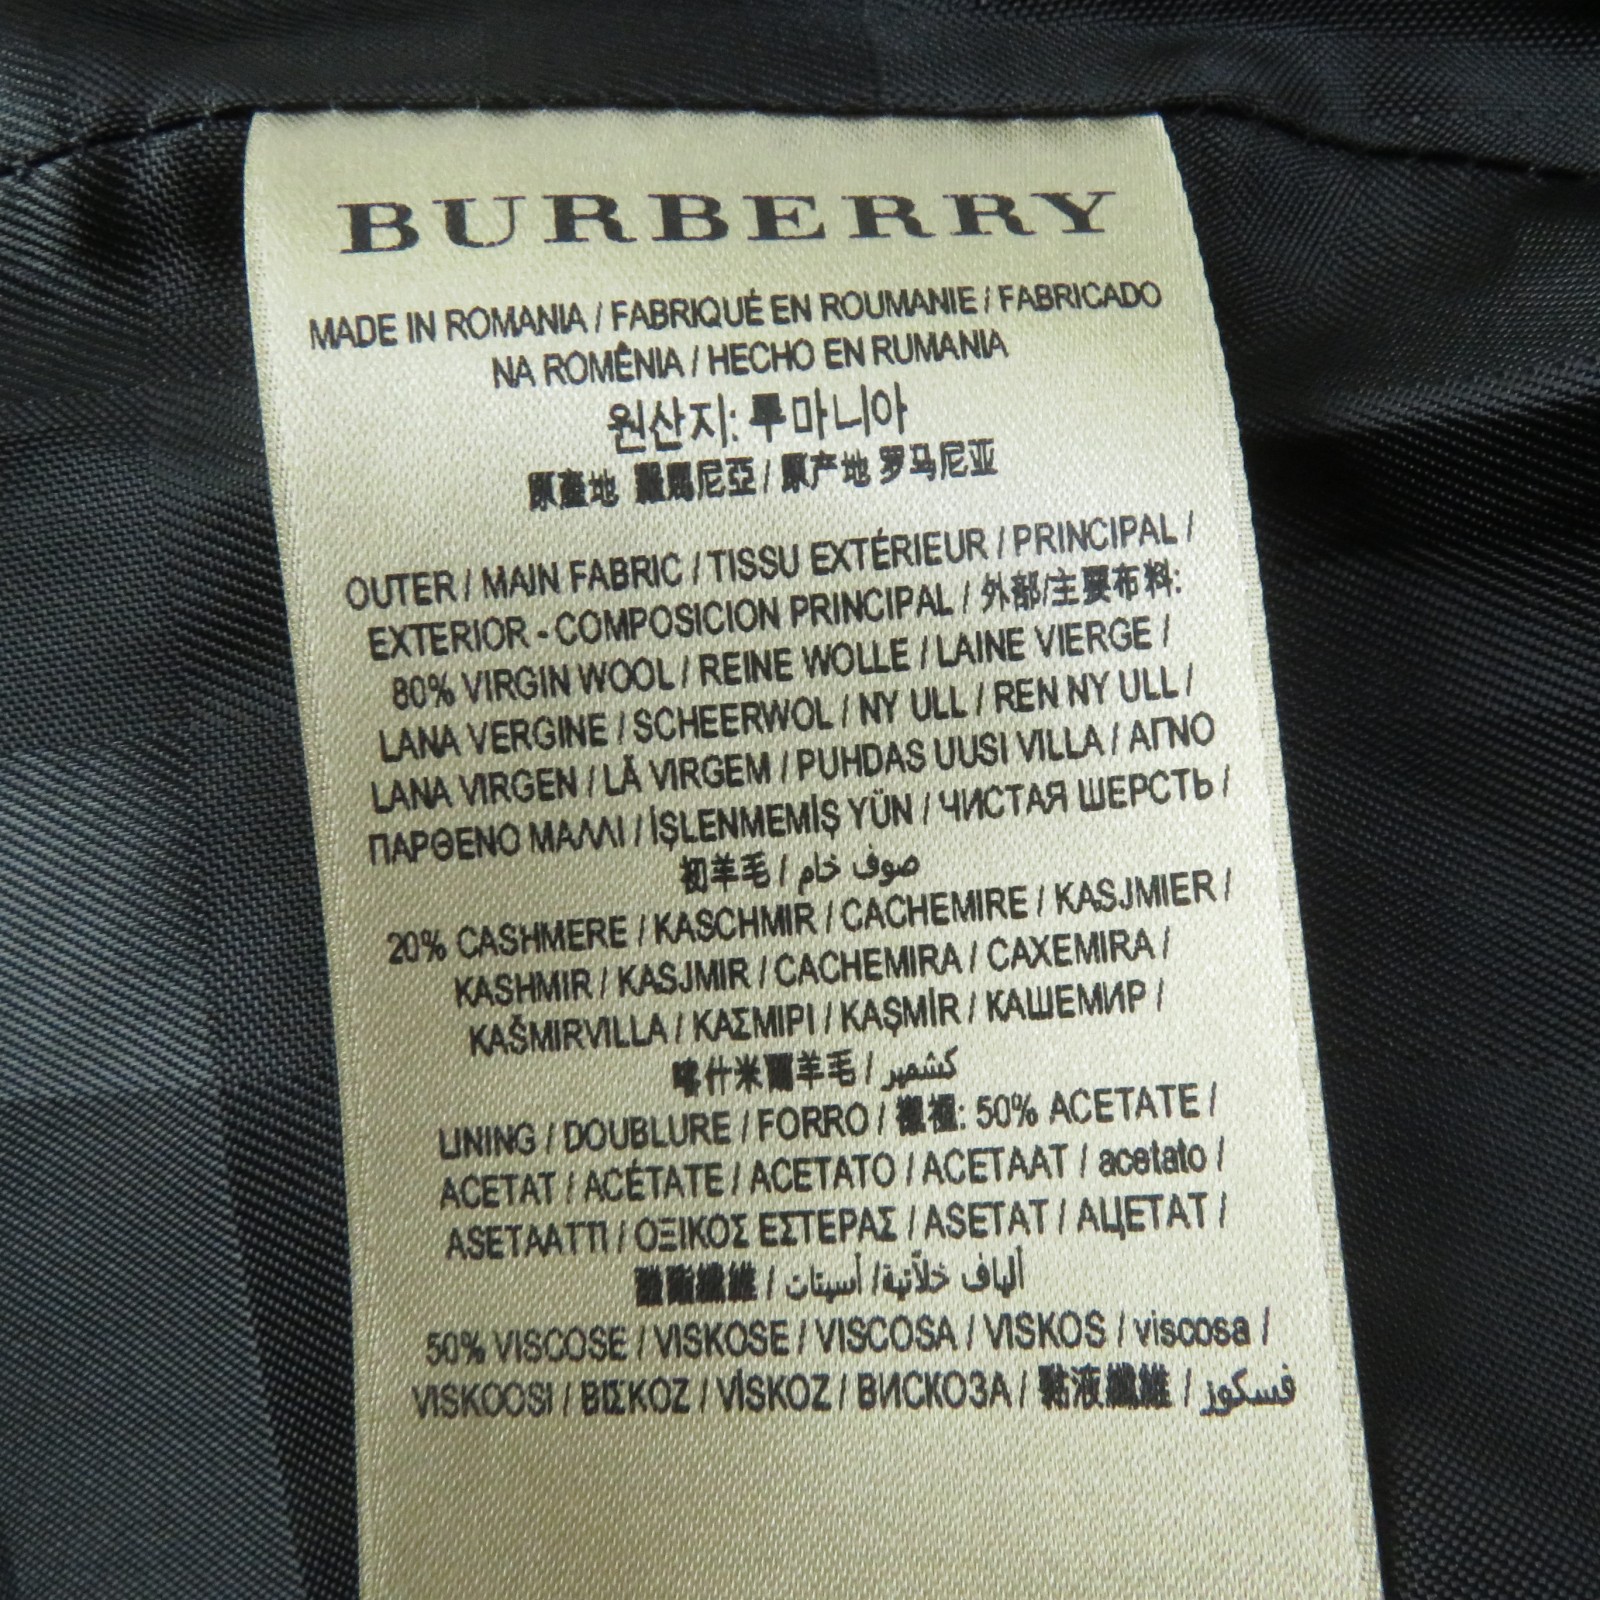 BURBERRY
MADE IN ROMANIA / FABRIQUÉ EN ROUMANIE / FABRICADO
NA ROMÊNIA / HECHO EN RUMANIA
원산지: 루마니아
原產地 羅馬尼亞 / 原产地 罗马尼亚
OUTER / MAIN FABRIC / TISSU EXTÉRIEUR / PRINCIPAL /
EXTERIOR - COMPOSICION PRINCIPAL / 外部/主要布料:
80% VIRGIN WOOL / REINE WOLLE / LAINE VIERGE /
LANA VERGINE / SCHEERWOL / NY ULL / REN NY ULL /
LANA VIRGEN / LÃ VIRGEM / PUHDAS UUSI VILLA / ΑΓΝΟ
ΠΑΡΘΕΝΟ ΜΑΛΛΙ / İŞLENMEMİŞ YÜN / ЧИСТАЯ ШЕРСТЬ /
初羊毛 / صوف خام
20% CASHMERE / KASCHMIR / CACHEMIRE / KASJMIER /
KASHMIR / KASJMIR / CACHEMIRA / CAXEMIRA /
KAŠMIRVILLA / ΚΑΣΜΙΡΙ / KAŞMİR / КАШЕМИР /
喀什米爾羊毛 / كشمير
LINING / DOUBLURE / FORRO / 襯裡: 50% ACETATE /
ACETAT / ACÉTATE / ACETATO / ACETAAT / acetato /
ASETAATTI / ΟΞΙΚΟΣ ΕΣΤΕΡΑΣ / ASETAT / АЦЕТАТ /
醋酯纖維 / ألياف خلّاتية/ أسيتات
50% VISCOSE / VISKOSE / VISCOSA / VISKOS / viscosa /
VISKOOSI / ΒΙΣΚΟΖ / VİSKOZ / ВИСКОЗА / 黏液纖維 / فسكوز